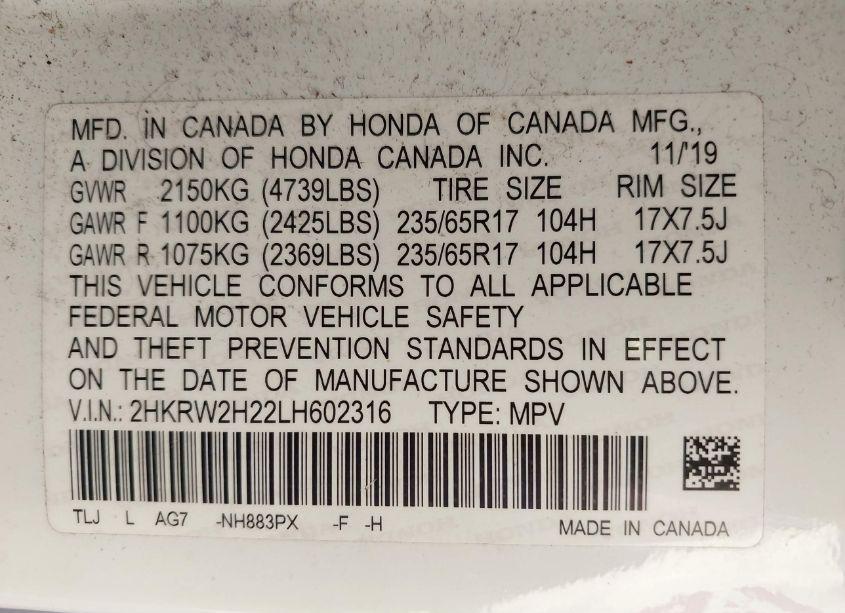 MFD. IN CANADA BY HONDA OF CANADA MFG.,
A DIVISION OF HONDA CANADA INC. 11/'19
GVWR 2150KG (4739LBS) TIRE SIZE RIM SIZE
GAWR F 1100KG (2425LBS) 235/65R17 104H 17X7.5J
GAWR R 1075KG (2369LBS) 235/65R17 104H 17X7.5J
THIS VEHICLE CONFORMS TO ALL APPLICABLE
FEDERAL MOTOR VEHICLE SAFETY
AND THEFT PREVENTION STANDARDS IN EFFECT
ON THE DATE OF MANUFACTURE SHOWN ABOVE.
V.I.N.: 2HKRW2H22LH602316 TYPE: MPV
TLJ L AG7 -NH883PX -F -H MADE IN CANADA